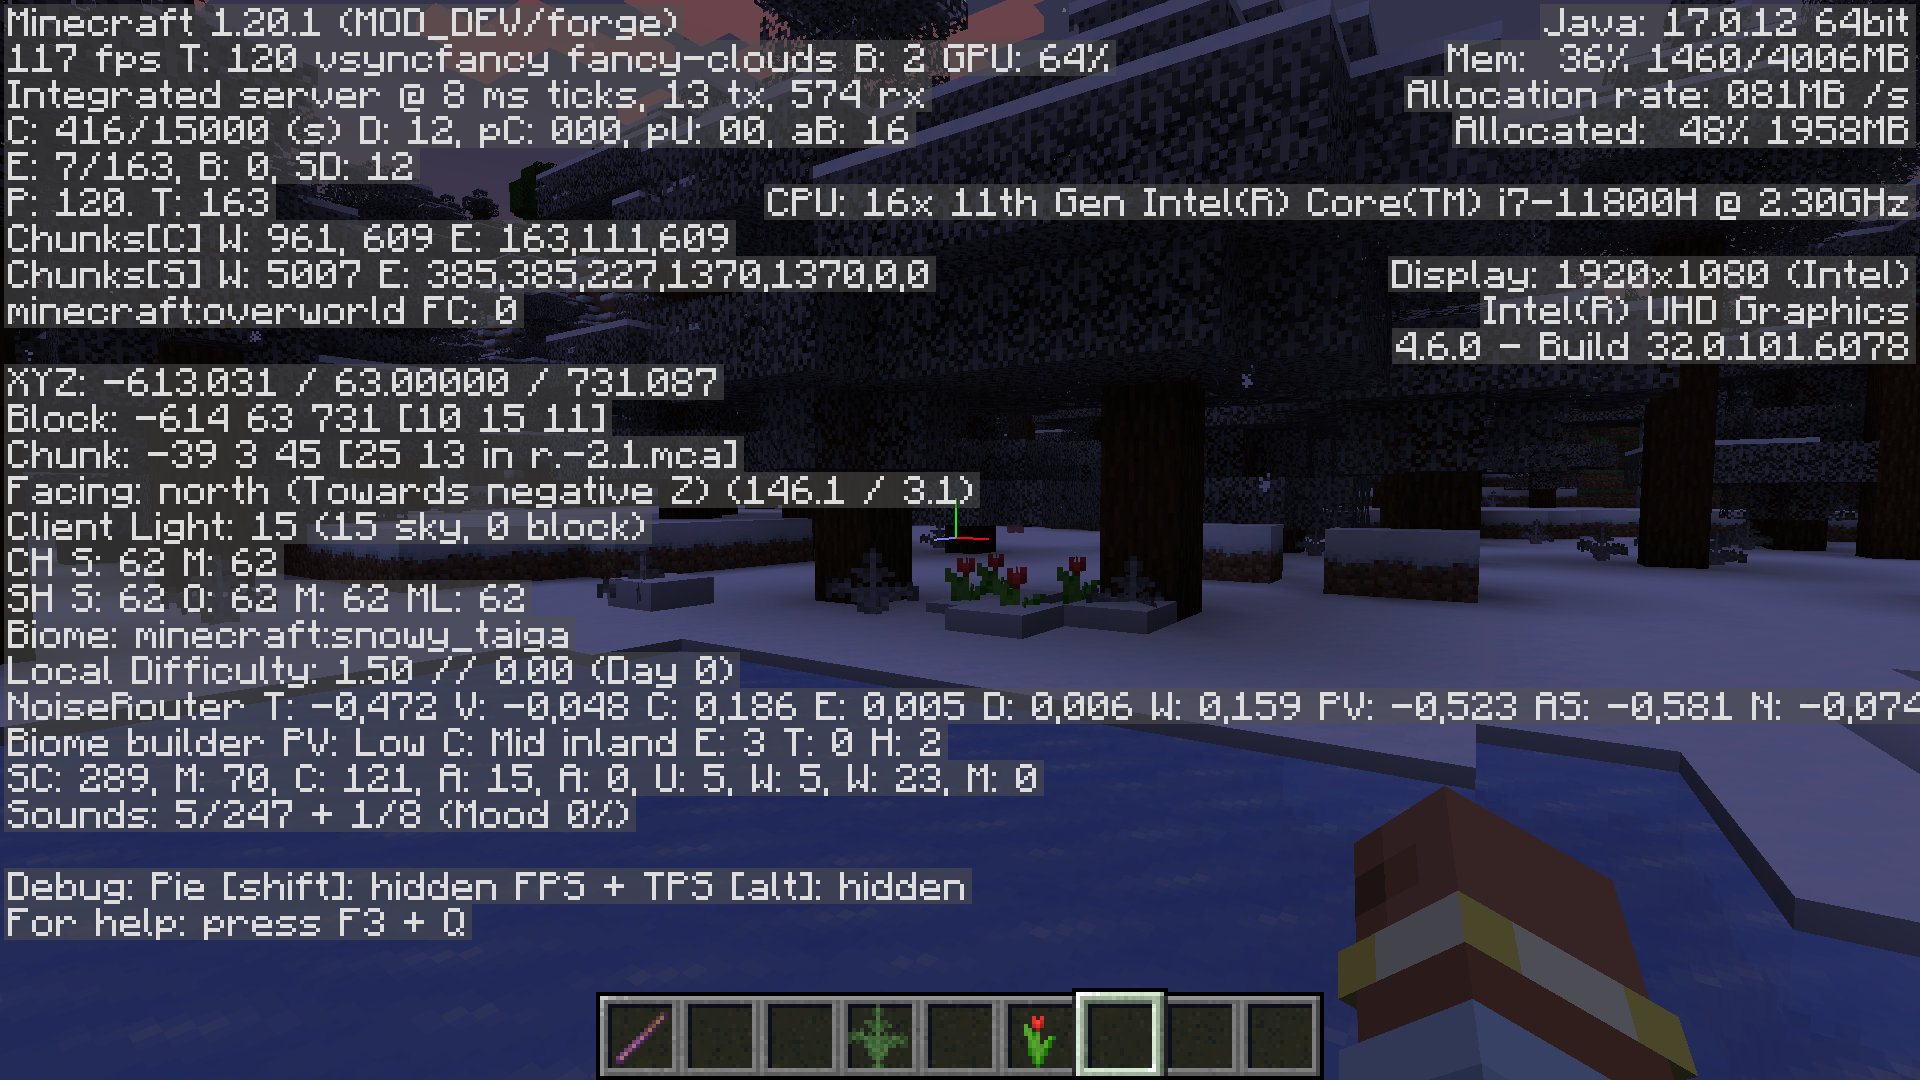 Minecraft 1.20.1 (MOD_DEV/forge)
117 fps T: 120 vsyncfancy fancy-clouds B: 2 GPU: 64%
Integrated server @ 8 ms ticks, 13 tx, 574 rx
C: 416/15000 (s) D: 12, pC: 000, pU: 00, aB: 16
E: 7/163, B: 0, SD: 12
P: 120. T: 163
Chunks[C] W: 961, 609 E: 163,111,609
Chunks[S] W: 5007 E: 385,385,227,1370,1370,0,0
minecraft:overworld FC: 0
XYZ: -613.031 / 63.00000 / 731.087
Block: -614 63 731 [10 15 11]
Chunk: -39 3 45 [25 13 in r.-2.1.mca]
Facing: north (Towards negative Z) (146.1 / 3.1)
Client Light: 15 (15 sky, 0 block)
CH S: 62 M: 62
SH S: 62 O: 62 M: 62 ML: 62
Biome: minecraft:snowy_taiga
Local Difficulty: 1.50 // 0.00 (Day 0)
NoiseRouter T: -0,472 V: -0,048 C: 0,186 E: 0,005 D: 0,006 W: 0,159 PV: -0,523 AS: -0,581 N: -0,074
Biome builder PV: Low C: Mid inland E: 3 T: 0 H: 2
SC: 289, M: 70, C: 121, A: 15, A: 0, U: 5, W: 5, W: 23, M: 0
Sounds: 5/247 + 1/8 (Mood 0%)
Debug: Pie [shift]: hidden FPS + TPS [alt]: hidden
For help: press F3 + Q
Java: 17.0.12 64bit
Mem: 36% 1460/4006MB
Allocation rate: 081MB /s
Allocated: 48% 1958MB
CPU: 16x 11th Gen Intel(R) Core(TM) i7-11800H @ 2.30GHz
Display: 1920x1080 (Intel)
Intel(R) UHD Graphics
4.6.0 - Build 32.0.101.6078